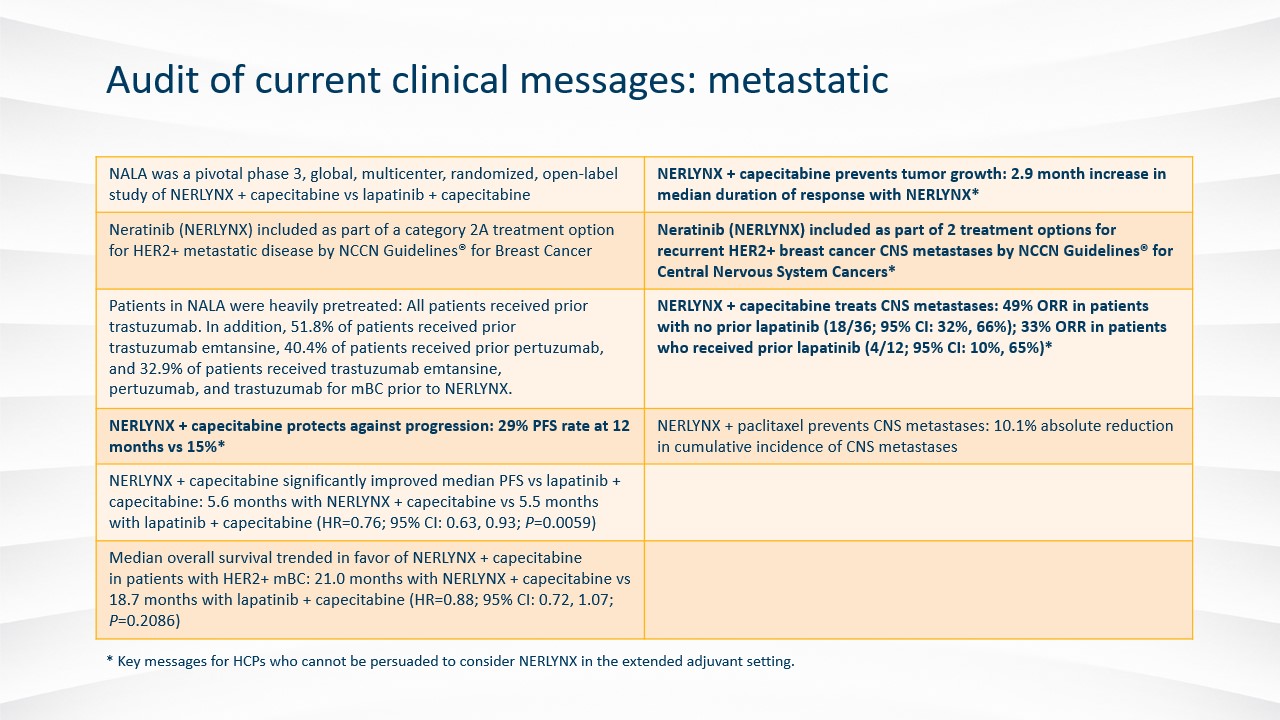 Audit of current clinical messages: metastatic
NALA was a pivotal phase 3, global, multicenter, randomized, open-label
study of NERLYNX + capecitabine vs lapatinib + capecitabine
NERLYNX + capecitabine prevents tumor growth: 2.9 month increase in
median duration of response with NERLYNX*
Neratinib (NERLYNX) included as part of a category 2A treatment option
for HER2+ metastatic disease by NCCN Guidelines® for Breast Cancer
Neratinib (NERLYNX) included as part of 2 treatment options for
recurrent HER2+ breast cancer CNS metastases by NCCN Guidelines® for
Central Nervous System Cancers*
Patients in NALA were heavily pretreated: All patients received prior
trastuzumab. In addition, 51.8% of patients received prior
trastuzumab emtansine, 40.4% of patients received prior pertuzumab,
and 32.9% of patients received trastuzumab emtansine,
pertuzumab, and trastuzumab for mBC prior to NERLYNX.
NERLYNX + capecitabine treats CNS metastases: 49% ORR in patients
with no prior lapatinib (18/36; 95% CI: 32%, 66%); 33% ORR in patients
who received prior lapatinib (4/12; 95% CI: 10%, 65%)*
NERLYNX + capecitabine protects against progression: 29% PFS rate at 12
months vs 15%*
NERLYNX + paclitaxel prevents CNS metastases: 10.1% absolute reduction
in cumulative incidence of CNS metastases
NERLYNX + capecitabine significantly improved median PFS vs lapatinib +
capecitabine: 5.6 months with NERLYNX + capecitabine vs 5.5 months
with lapatinib + capecitabine (HR=0.76; 95% CI: 0.63, 0.93; P=0.0059)
Median overall survival trended in favor of NERLYNX + capecitabine
in patients with HER2+ mBC: 21.0 months with NERLYNX + capecitabine vs
18.7 months with lapatinib + capecitabine (HR=0.88; 95% CI: 0.72, 1.07;
P=0.2086)
* Key messages for HCPs who cannot be persuaded to consider NERLYNX in the extended adjuvant setting.